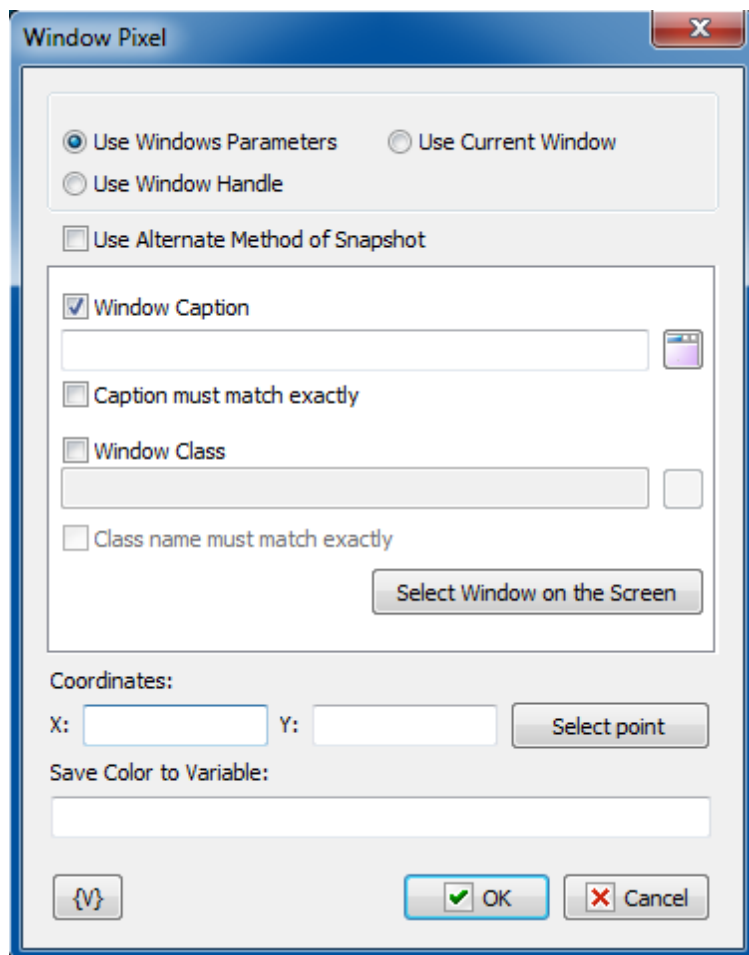 Window Pixel
Use Windows Parameters Use Current Window
Use Window Handle
Use Alternate Method of Snapshot
Window Caption
Caption must match exactly
Window Class
Class name must match exactly
Select Window on the Screen
Coordinates:
X: Y: Select point
Save Color to Variable:
{V} OK Cancel